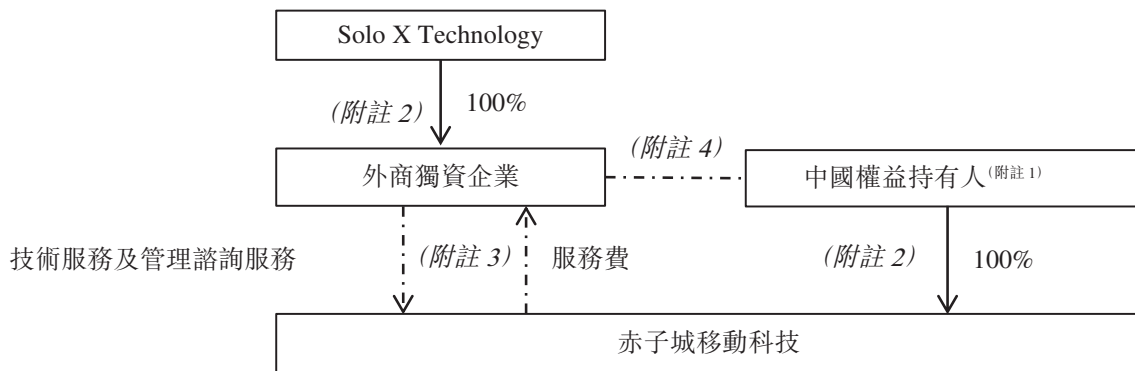 Solo X Technology
(附註 2) 100%
外商獨資企業
(附註 4)
中國權益持有人(附註 1)
技術服務及管理諮詢服務
(附註 3)
服務費
(附註 2) 100%
赤子城移動科技